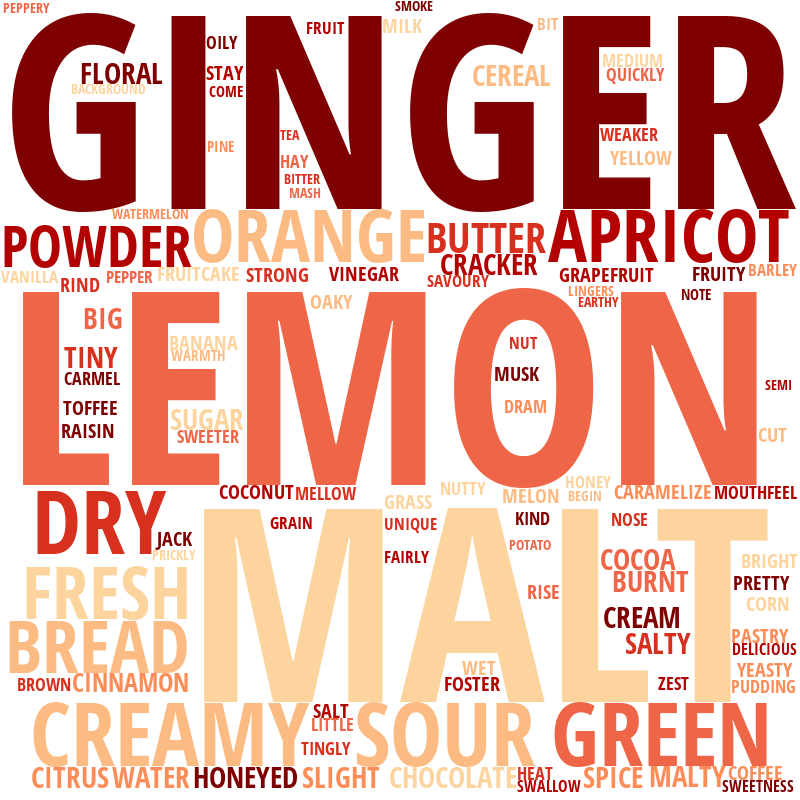 PEPPERY
SMOKE
GINGER
FRUIT
MILK
BIT
OILY
FLORAL
STAY
BACKGROUND
COME
CEREAL
MEDIUM
QUICKLY
TEA
WEAKER
PINE
HAY
YELLOW
BITTER
MASH
WATERMELON
POWDER
ORANGE
BUTTER
APRICOT
CRACKER
VANILLA
RIND
PEPPER
FRUITCAKE
STRONG
VINEGAR
SAVOURY
GRAPEFRUIT
FRUITY
BARLEY
LINGERS
EARTHY
NOTE
LEMON
OAKY
BIG
BANANA
WARMTH
NUT
TINY
CARMEL
MUSK
SEMI
TOFFEE
SUGAR
DRAM
RAISIN
SWEETER
CUT
COCONUT
MELLOW
NUTTY
GRASS
MELON
HONEY
BEGIN
CARAMELIZE
MOUTHFEEL
DRY
JACK
PRICKLY
GRAIN
UNIQUE
KIND
NOSE
MALT
FAIRLY
POTATO
COCOA
BRIGHT
FRESH
RISE
BURNT
PRETTY
CREAM
CORN
BREAD
SALTY
PASTRY
DELICIOUS
WET
YEASTY
BROWN
CINNAMON
FOSTER
ZEST
PUDDING
CREAMY
SALT
LITTLE
TINGLY
SOUR
GREEN
CITRUS
WATER
HONEYED
SLIGHT
CHOCOLATE
HEAT
SWALLOW
SPICE
MALTY
COFFEE
SWEETNESS